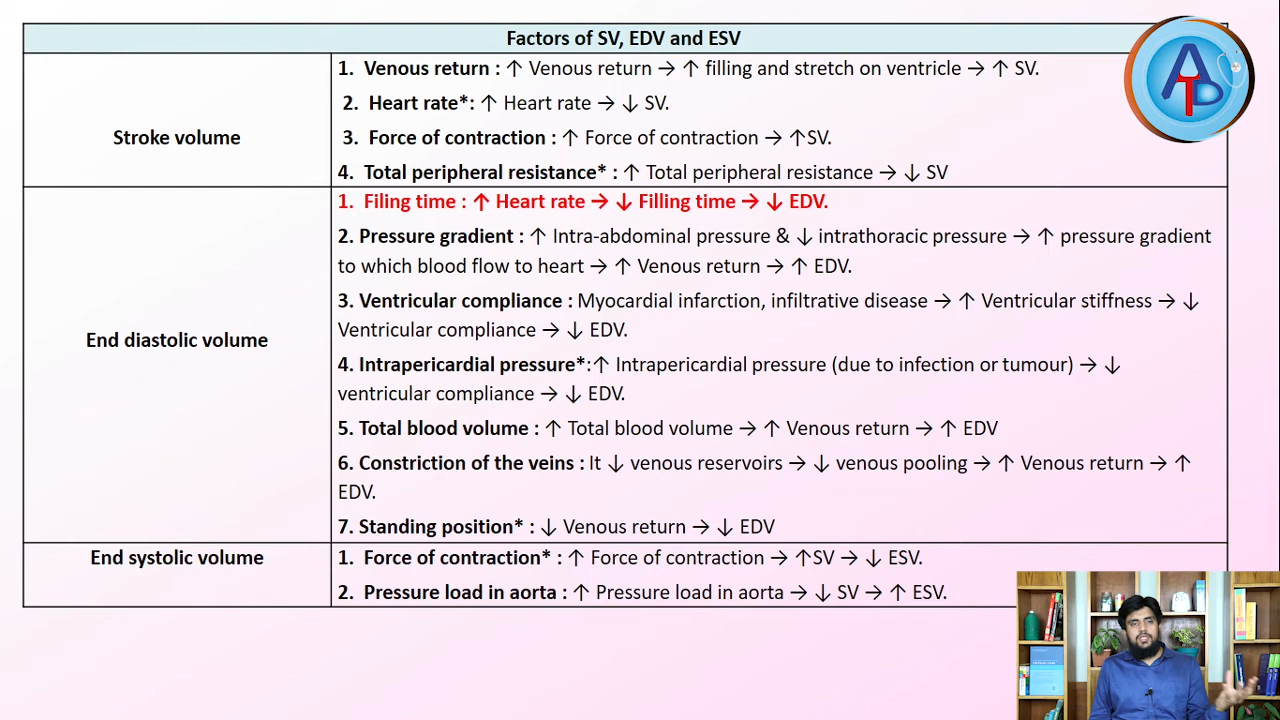 Factors of SV, EDV and ESV
Stroke volume
1. Venous return : ↑ Venous return → ↑ filling and stretch on ventricle → ↑ SV.
2. Heart rate*: ↑ Heart rate → ↓ SV.
3. Force of contraction : ↑ Force of contraction → ↑SV.
4. Total peripheral resistance* : ↑ Total peripheral resistance → ↓ SV
End diastolic volume
1. Filing time : ↑ Heart rate → ↓ Filling time → ↓ EDV.
2. Pressure gradient : ↑ Intra-abdominal pressure & ↓ intrathoracic pressure → ↑ pressure gradient
to which blood flow to heart → ↑ Venous return → ↑ EDV.
3. Ventricular compliance : Myocardial infarction, infiltrative disease → ↑ Ventricular stiffness → ↓
Ventricular compliance → ↓ EDV.
4. Intrapericardial pressure*:↑ Intrapericardial pressure (due to infection or tumour) → ↓
ventricular compliance → ↓ EDV.
5. Total blood volume : ↑ Total blood volume → ↑ Venous return → ↑ EDV
6. Constriction of the veins : It ↓ venous reservoirs → ↓ venous pooling → ↑ Venous return → ↑
EDV.
7. Standing position* : ↓ Venous return → ↓ EDV
End systolic volume
1. Force of contraction* : ↑ Force of contraction → ↑SV → ↓ ESV.
2. Pressure load in aorta : ↑ Pressure load in aorta → ↓ SV → ↑ ESV.
ATB